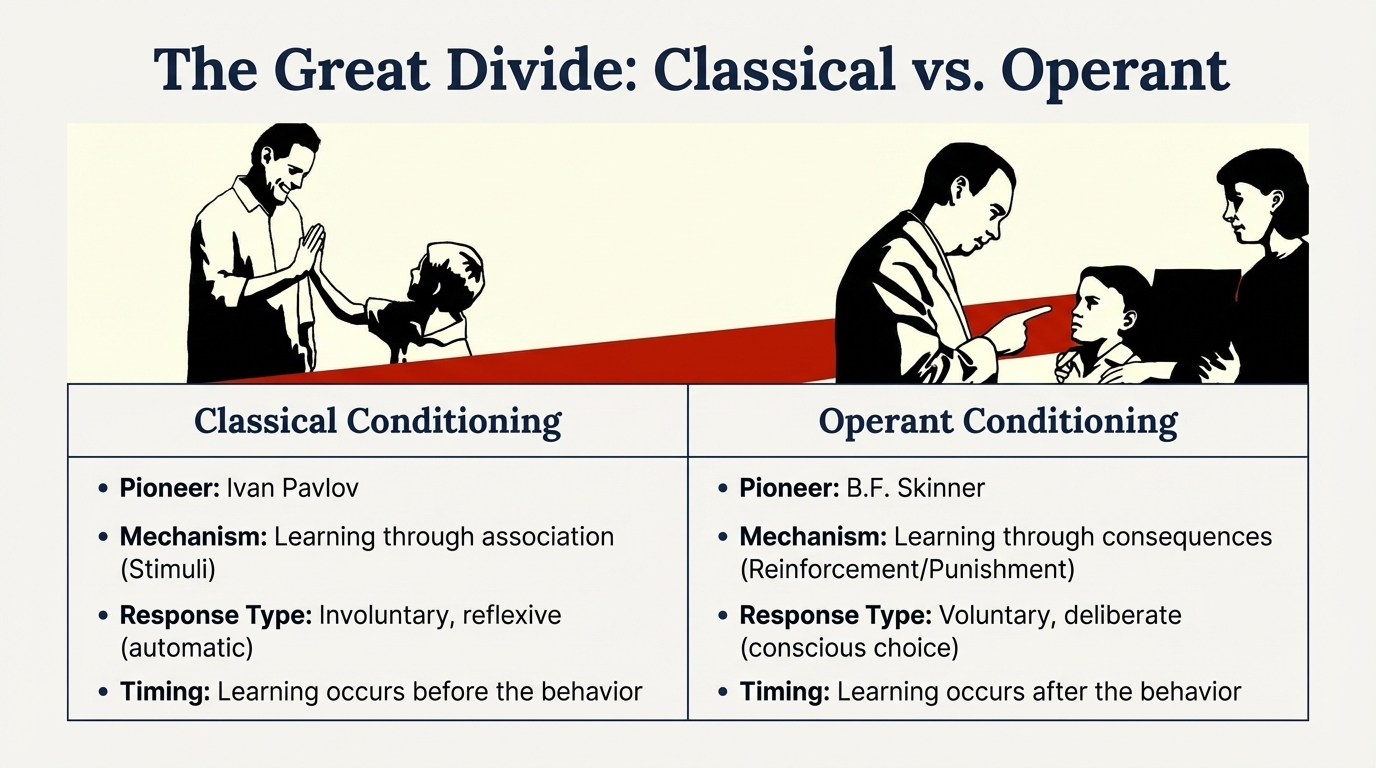 The Great Divide: Classical vs. Operant
Classical Conditioning
• Pioneer: Ivan Pavlov
• Mechanism: Learning through association
(Stimuli)
• Response Type: Involuntary, reflexive
(automatic)
• Timing: Learning occurs before the behavior
Operant Conditioning
• Pioneer: B.F. Skinner
• Mechanism: Learning through consequences
(Reinforcement/Punishment)
• Response Type: Voluntary, deliberate
(conscious choice)
• Timing: Learning occurs after the behavior